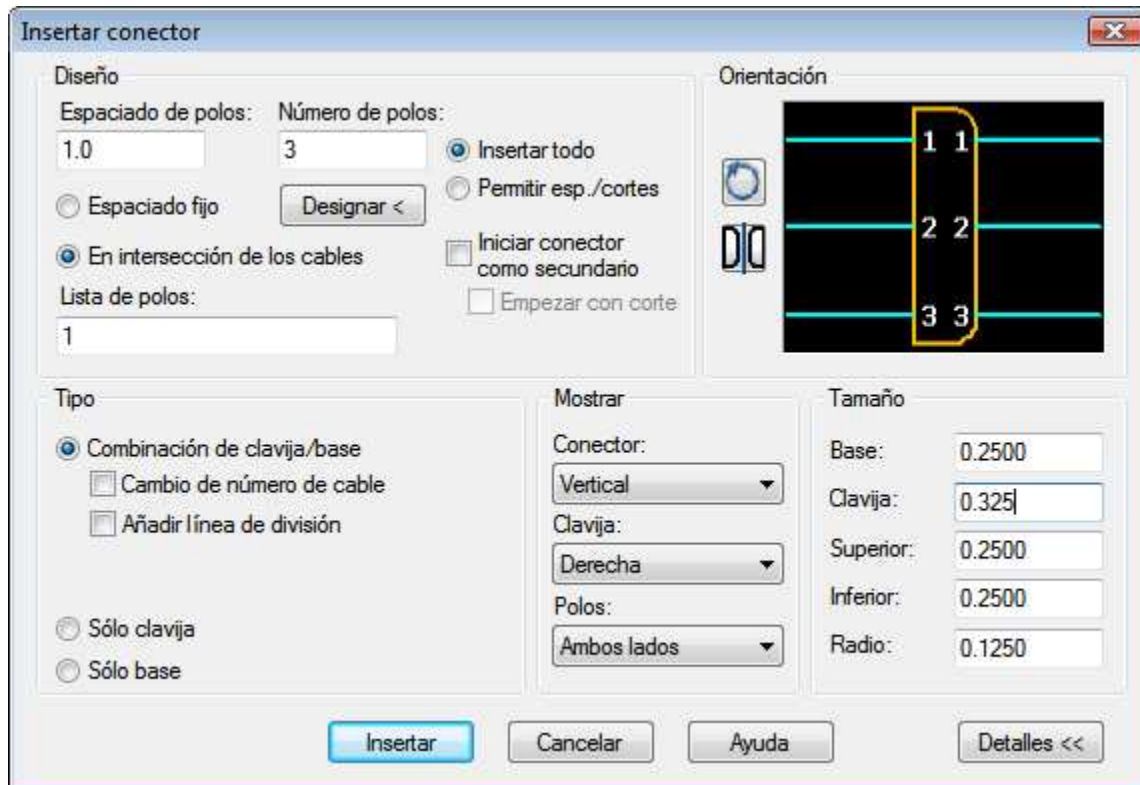 Insertar conector
Diseño
Espaciado de polos: Número de polos:
1.0 3
Insertar todo
Permitir esp./cortes
Espaciado fijo Designar <
En intersección de los cables
Iniciar conector
como secundario
Empezar con corte
Lista de polos:
1
Orientación
1 1
2 2
3 3
Tipo
Combinación de clavija/base
Cambio de número de cable
Añadir línea de división
Sólo clavija
Sólo base
Mostrar
Conector:
Vertical
Clavija:
Derecha
Polos:
Ambos lados
Tamaño
Base: 0.2500
Clavija: 0.325
Superior: 0.2500
Inferior: 0.2500
Radio: 0.1250
Insertar Cancelar Ayuda Detalles <<